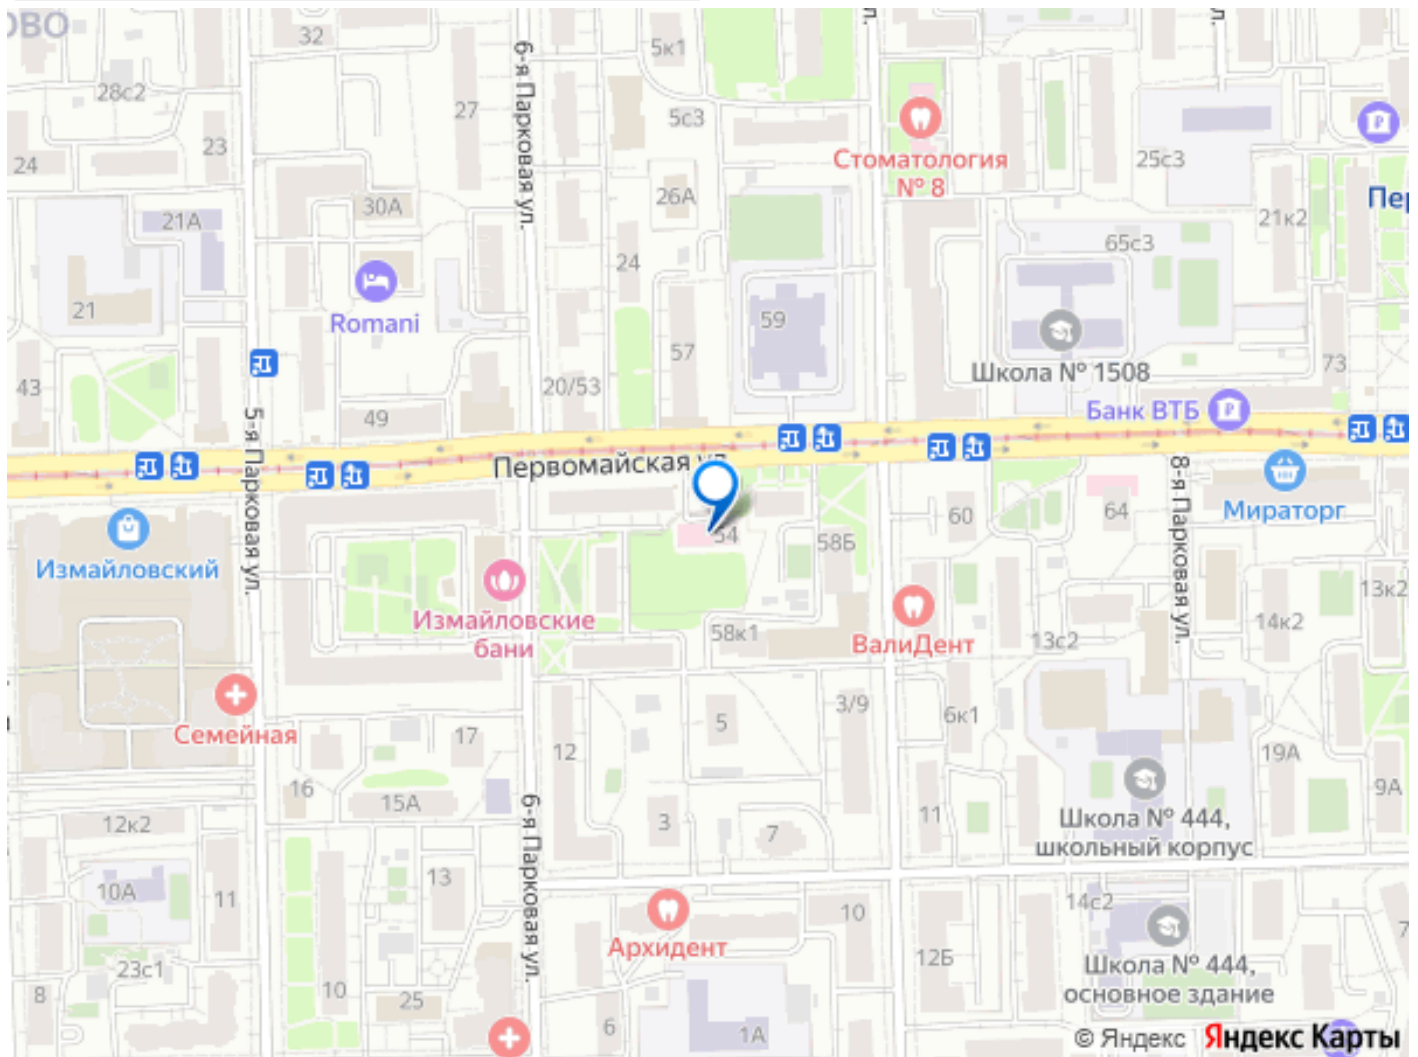 ОВО
32
5к1
28с2
27
5с3
Стоматология
№ 8
25с3
24
23
30А
26А
Пер
21А
21к2
65с3
24
21
Romani
59
Школа № 1508
57
73
43
20/53
49
Банк ВТБ
6-я Парковая ул.
ул.
ул.
5-я Парковая ул.
Первомайская ул.
8-я Парковая ул.
Мираторг
Измайловский
54
58Б
60
64
13к2
Измайловские
бани
58к1
ВалиДент
13с2
14к2
Семейная
17
12
5
3/9
6к1
19А
9А
16
15А
3
7
11
12к2
Школа № 444,
школьный корпус
6-я Парковая ул.
10А
11
13
10
14с2
Архидент
12Б
Школа № 444,
основное здание
23с1
8
10
25
6
1А
7
© Яндекс Яндекс Карты